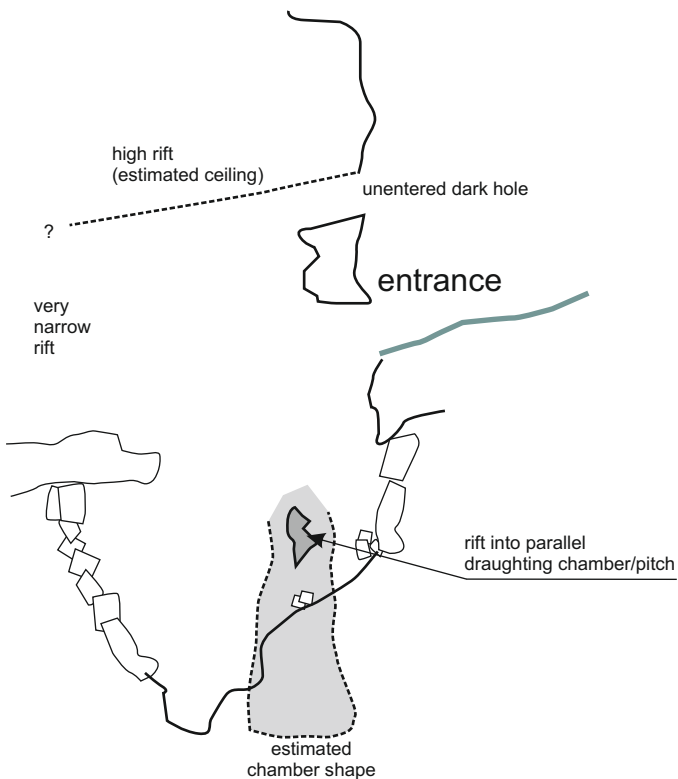 high rift
(estimated ceiling)
unentered dark hole
?
entrance
very
narrow
rift
rift into parallel
draughting chamber/pitch
estimated
chamber shape